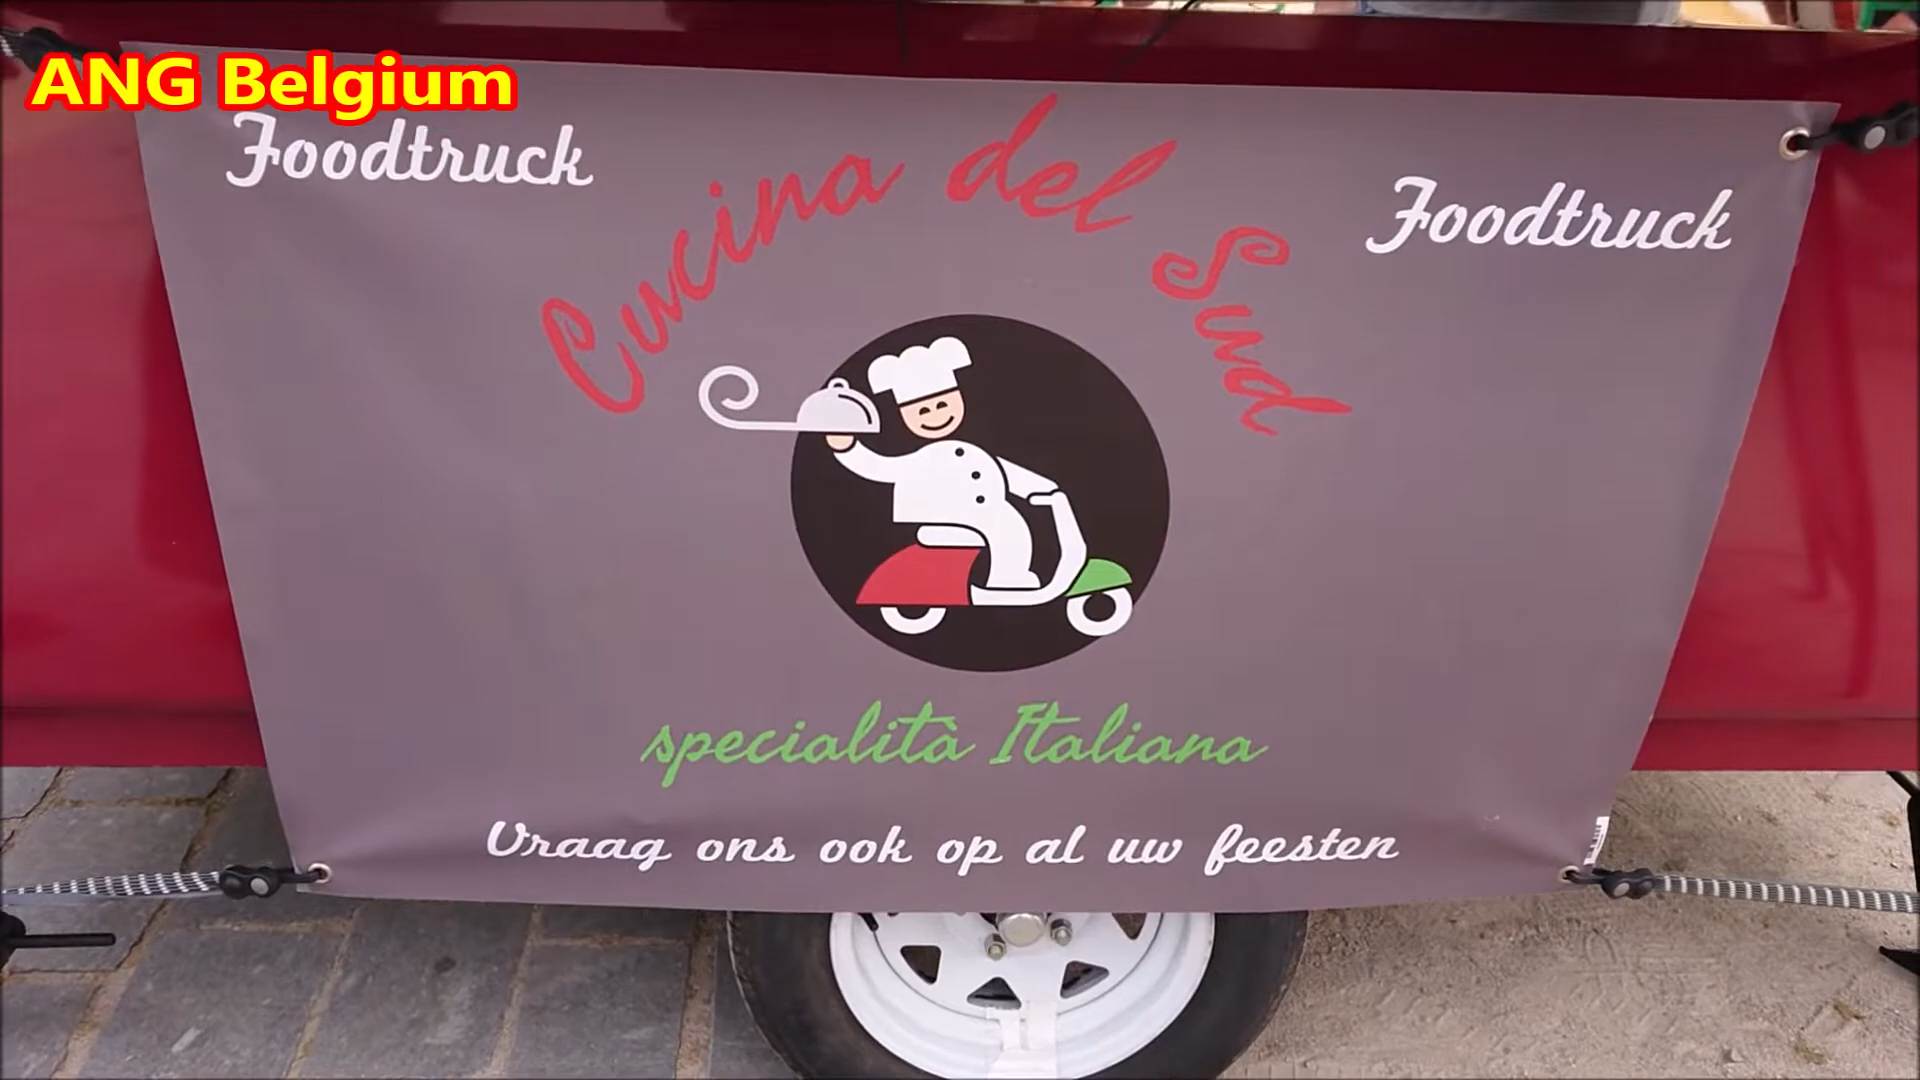 ANG Belgium
Foodtruck
Cucina del Sud
Foodtruck
specialità Italiana
Vraag ons ook op al uw feesten